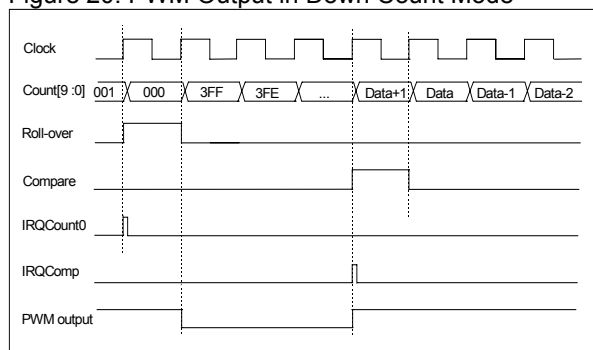 Figure 20. PWM Output in Down Count Mode
Clock
Count[9 :0] 001 000 3FF 3FE ... Data+1 Data Data-1 Data-2
Roll-over
Compare
IRQCount0
IRQComp
PWM output